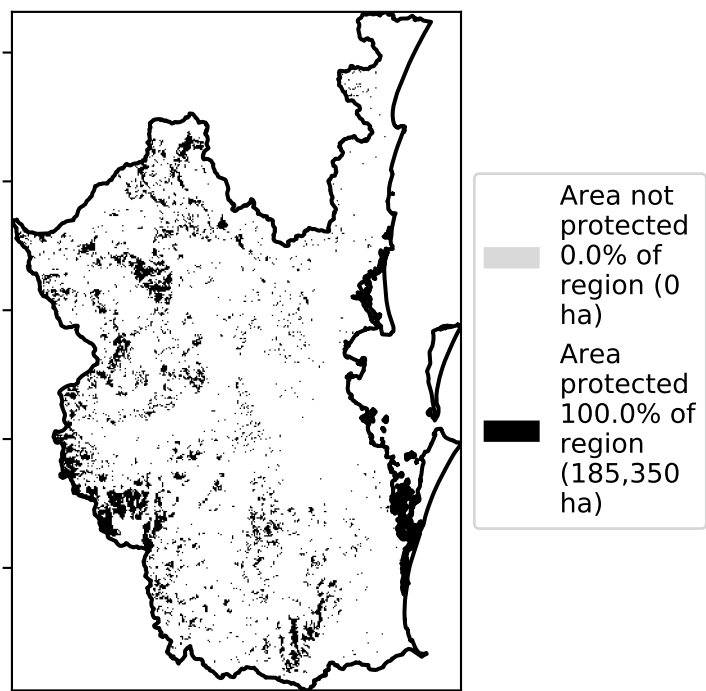 Area not
protected
0.0% of
region (0
ha)
Area
protected
100.0% of
region
(185,350
ha)